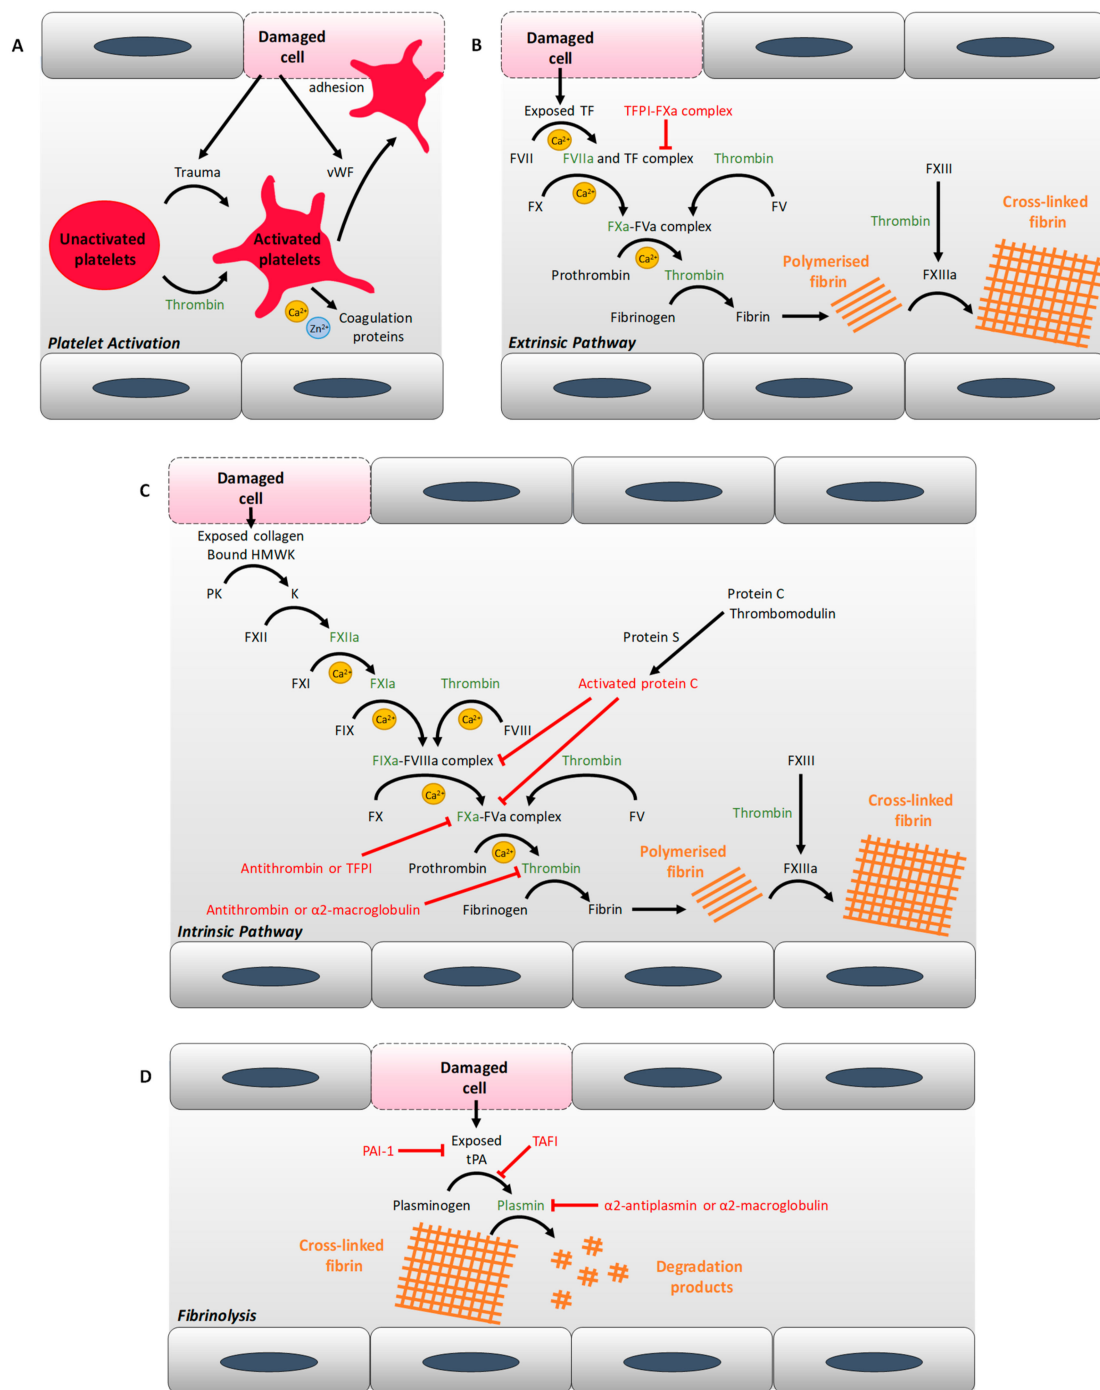 A
Damaged
cell
adhesion
Trauma
vWF
Unactivated
platelets
Activated
platelets
Thrombin
Ca2+
Zn2+
Coagulation
proteins
Platelet Activation
B
Damaged
cell
Exposed TF
TFPI-FXa complex
Ca2+
FVII
FVIIa and TF complex
Thrombin
FXIII
Ca2+
FX
FV
Cross-linked
fibrin
Thrombin
FXa-FVa complex
Ca2+
Prothrombin
Thrombin
Polymerised
fibrin
FXIIIa
Fibrinogen
Fibrin
Extrinsic Pathway
C
Damaged
cell
Exposed collagen
Bound HMWK
PK
K
Protein C
Thrombomodulin
FXII
FXIIa
Protein S
Ca2+
FXI
FXIa
Thrombin
Activated protein C
Ca2+
Ca2+
FIX
FVIII
FIXa-FVIIIa complex
Thrombin
FXIII
Ca2+
FX
FXa-FVa complex
FV
Thrombin
Cross-linked
fibrin
Ca2+
Antithrombin or TFPI
Prothrombin
Thrombin
Polymerised
fibrin
FXIIIa
Antithrombin or α2-macroglobulin
Fibrinogen
Fibrin
Intrinsic Pathway
D
Damaged
cell
PAI-1
Exposed
tPA
TAFI
Plasminogen
Plasmin
α2-antiplasmin or α2-macroglobulin
Cross-linked
fibrin
Degradation
products
Fibrinolysis